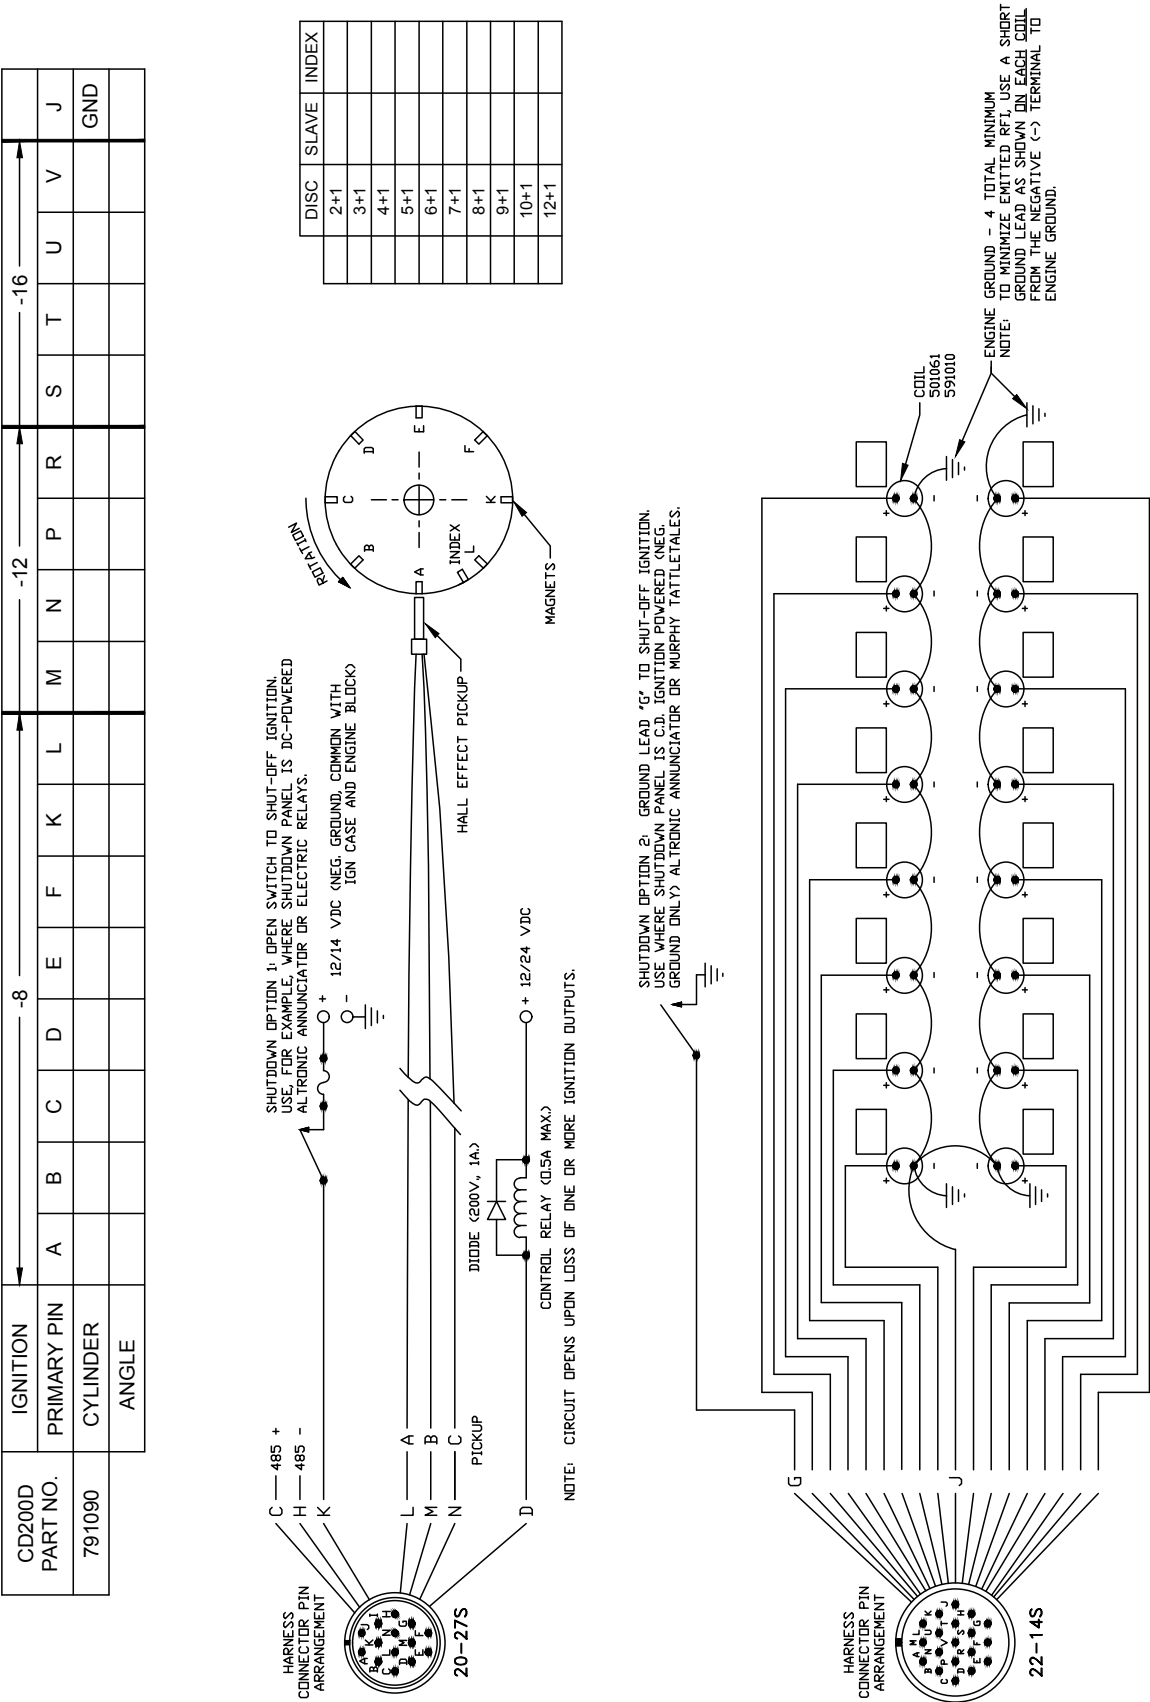 CD200D
PART NO.
791090
IGNITION
-8
-12
-16
PRIMARY PIN
A B C D E F K L M N P R S T U V J
CYLINDER
GND
ANGLE
HARNESS
CONNECTOR PIN
ARRANGEMENT
A J
B K I
C L N H
D M G
E F
20-27S
C 485 +
H 485 -
K
L A
M B
N C
PICKUP
D
SHUTDOWN OPTION 1: OPEN SWITCH TO SHUT-OFF IGNITION.
USE, FOR EXAMPLE, WHERE SHUTDOWN PANEL IS DC-POWERED
ALTRONIC ANNUNCIATOR OR ELECTRIC RELAYS.
+ 12/14 VDC (NEG. GROUND, COMMON WITH
- IGN CASE AND ENGINE BLOCK)
HALL EFFECT PICKUP
DIODE (200V, 1A.)
+ 12/24 VDC
CONTROL RELAY (0.5A MAX.)
NOTE: CIRCUIT OPENS UPON LOSS OF ONE OR MORE IGNITION OUTPUTS.
ROTATION
A
B
C
D
E
F
K
L
INDEX
MAGNETS
DISC SLAVE INDEX
2+1
3+1
4+1
5+1
6+1
7+1
8+1
9+1
10+1
12+1
SHUTDOWN OPTION 2: GROUND LEAD "G" TO SHUT-OFF IGNITION.
USE WHERE SHUTDOWN PANEL IS C.D. IGNITION POWERED (NEG.
GROUND ONLY) ALTRONIC ANNUNCIATOR OR MURPHY TATTLETALES.
HARNESS
CONNECTOR PIN
ARRANGEMENT
A M L
B N U K
C P V T J
D R S H
E F G
22-14S
G
J
+ + + + + + + +
- - - - - - - -
- - - - - - - -
+ + + + + + + +
COIL
501061
591010
ENGINE GROUND - 4 TOTAL MINIMUM
NOTE: TO MINIMIZE EMITTED RFI, USE A SHORT
GROUND LEAD AS SHOWN ON EACH COIL
FROM THE NEGATIVE (-) TERMINAL TO
ENGINE GROUND.